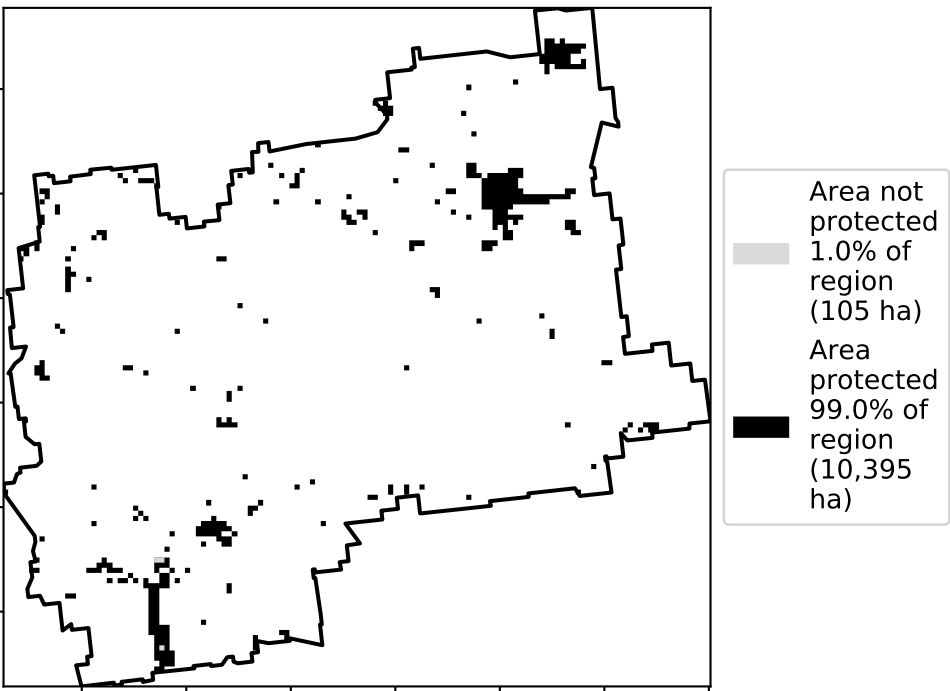 Area not
protected
1.0% of
region
(105 ha)
Area
protected
99.0% of
region
(10,395
ha)